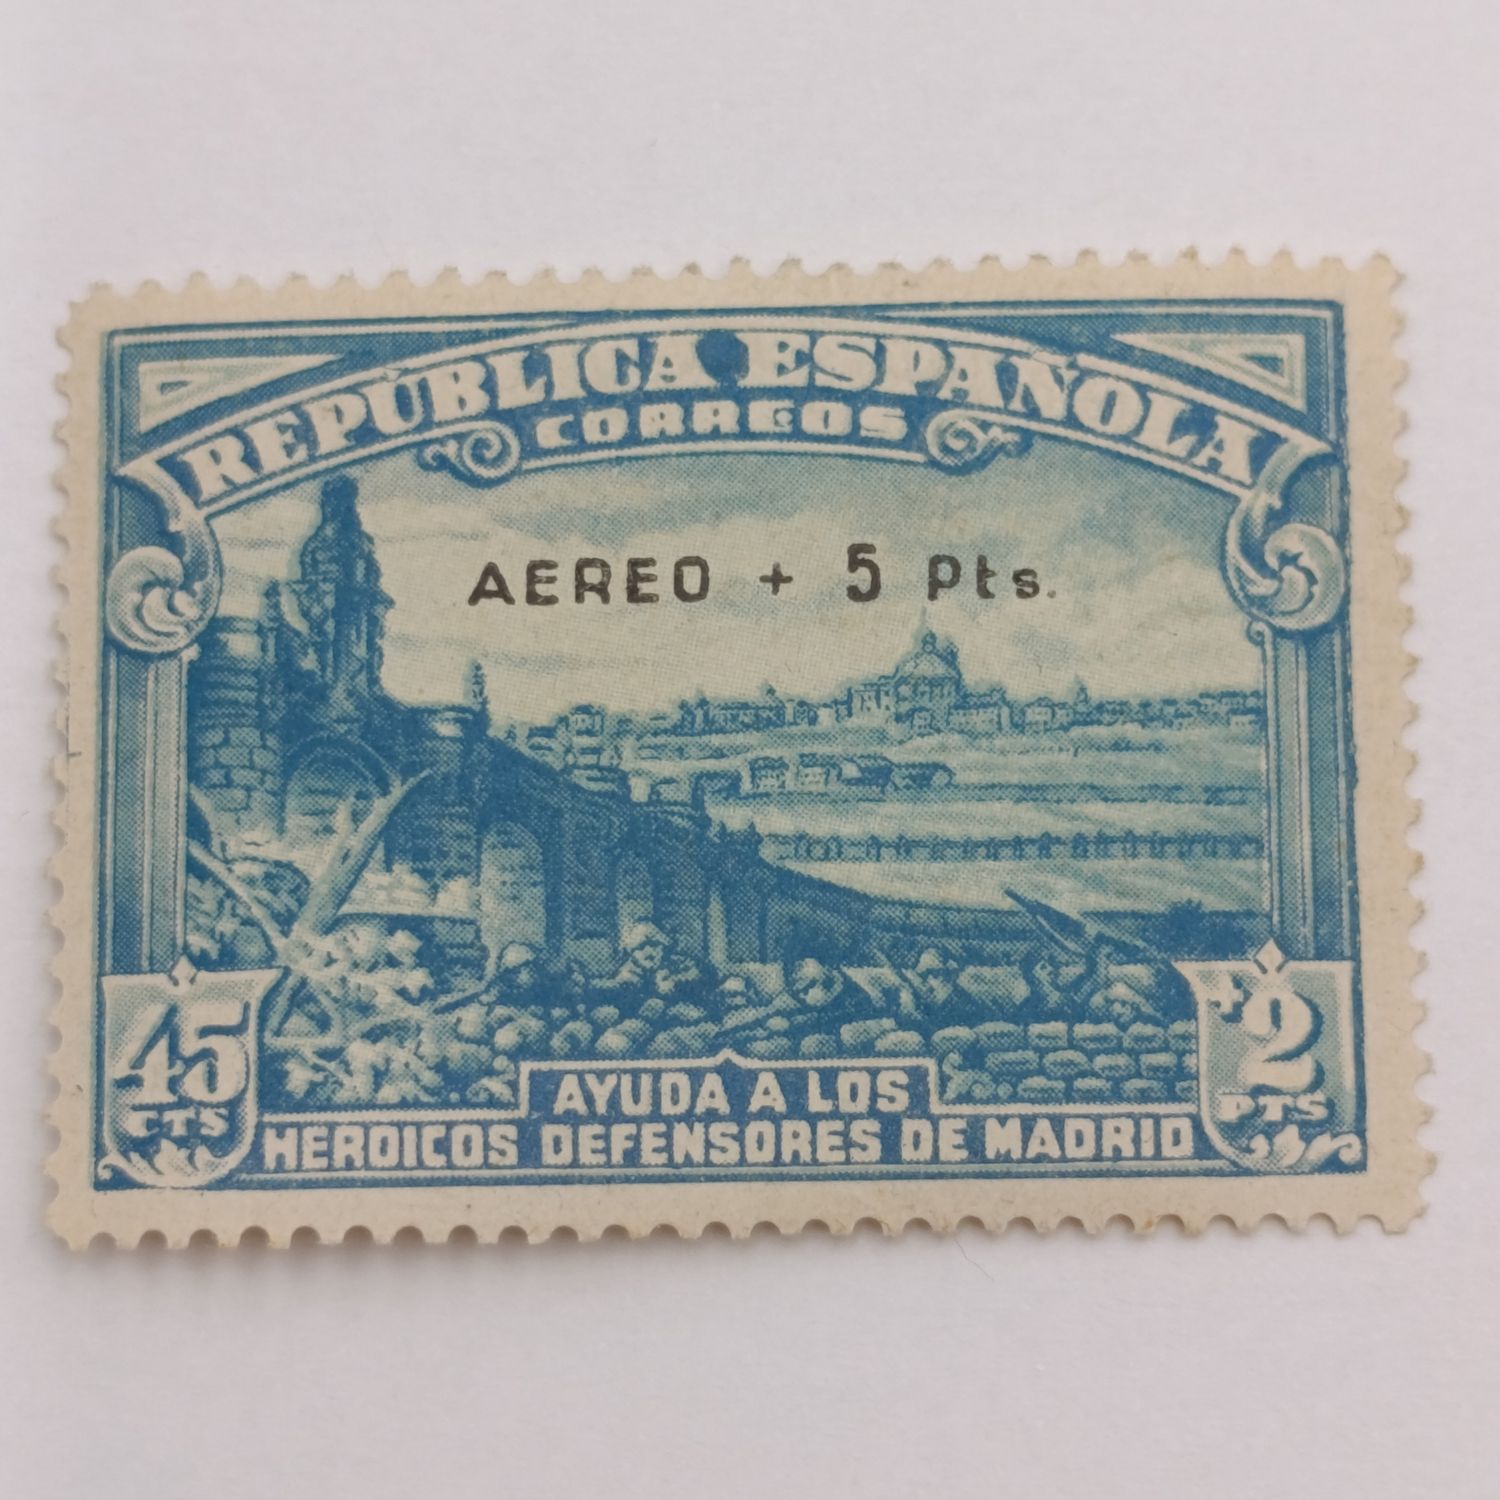 REPÚBLICA ESPAÑOLA
CORREOS
AEREO + 5 Pts.
45
CTS
+2
PTS
AYUDA A LOS
HEROICOS DEFENSORES DE MADRID